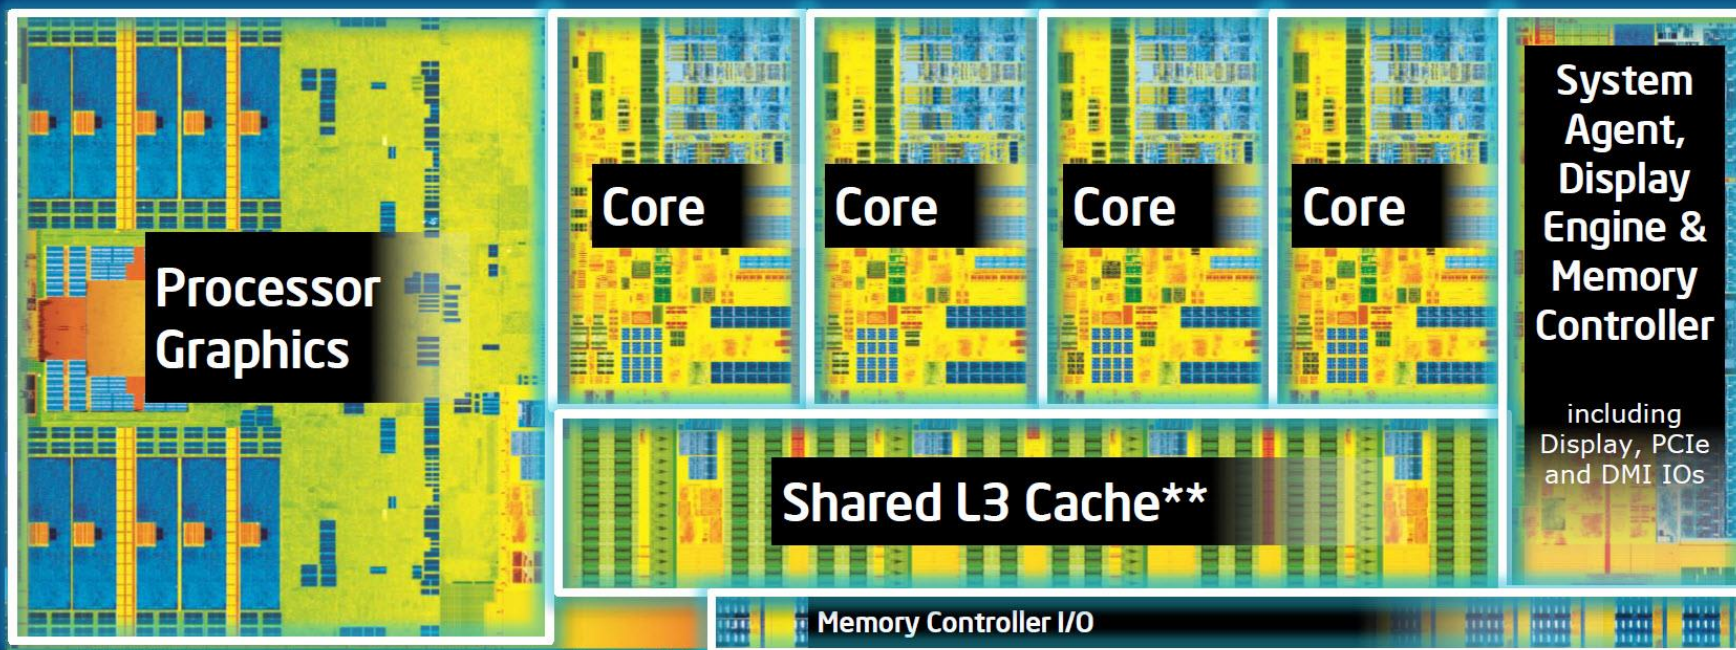 Processor
Graphics
Core
Core
Core
Core
System
Agent,
Display
Engine &
Memory
Controller
including
Display, PCIe
and DMI IOs
Shared L3 Cache**
Memory Controller I/O